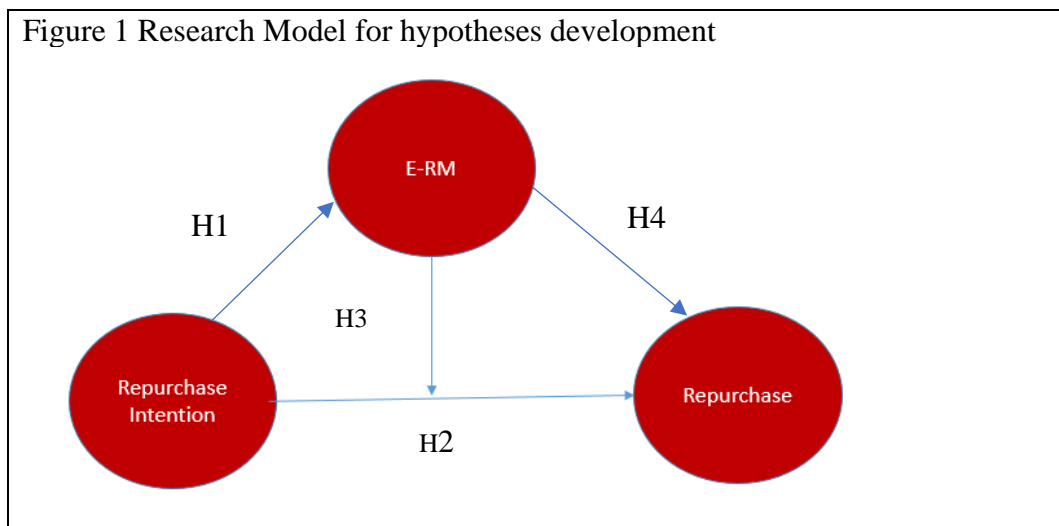 Figure 1 Research Model for hypotheses development
E-RM
H1
H4
H3
Repurchase
Intention
Repurchase
H2